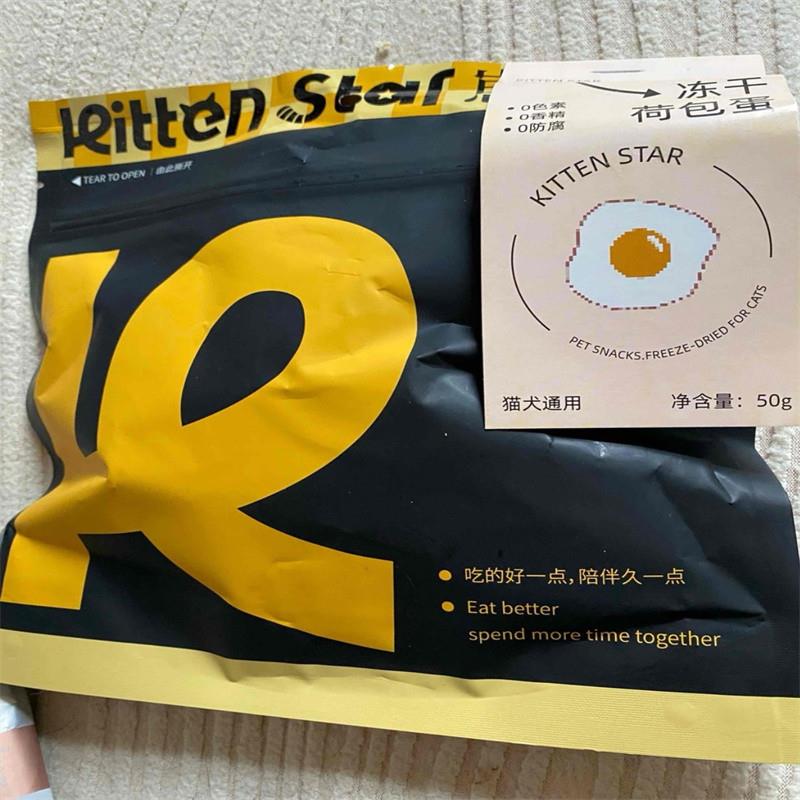 Kitten Star
TEAR TO OPEN | 由此撕开
KITTEN STAR
冻干
荷包蛋
• 0色素
• 0香精
• 0防腐
KITTEN STAR
PET SNACKS.FREEZE-DRIED FOR CATS
猫犬通用
净含量：50g
吃的好一点,陪伴久一点
Eat better
spend more time together